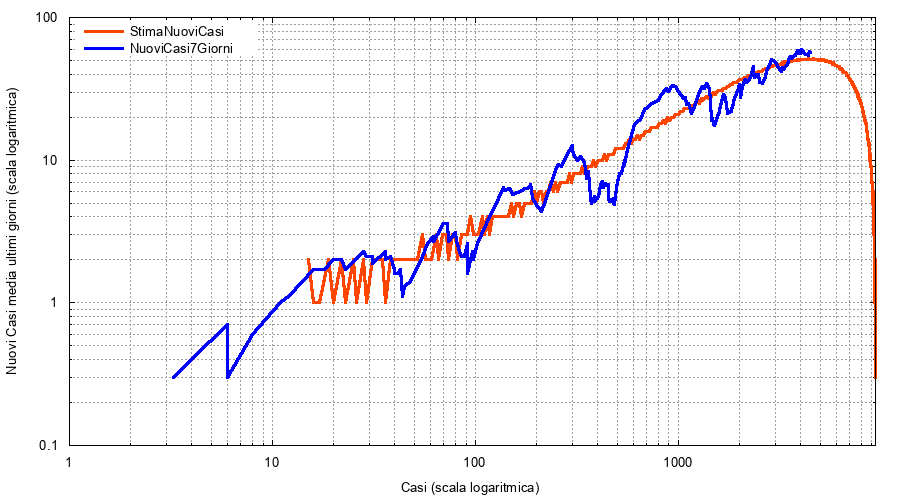 100
StimaNuoviCasi
NuoviCasi7Giorni
10
1
0.1
Nuovi Casi media ultimi giorni (scala logaritmica)
1
10
100
1000
Casi (scala logaritmica)